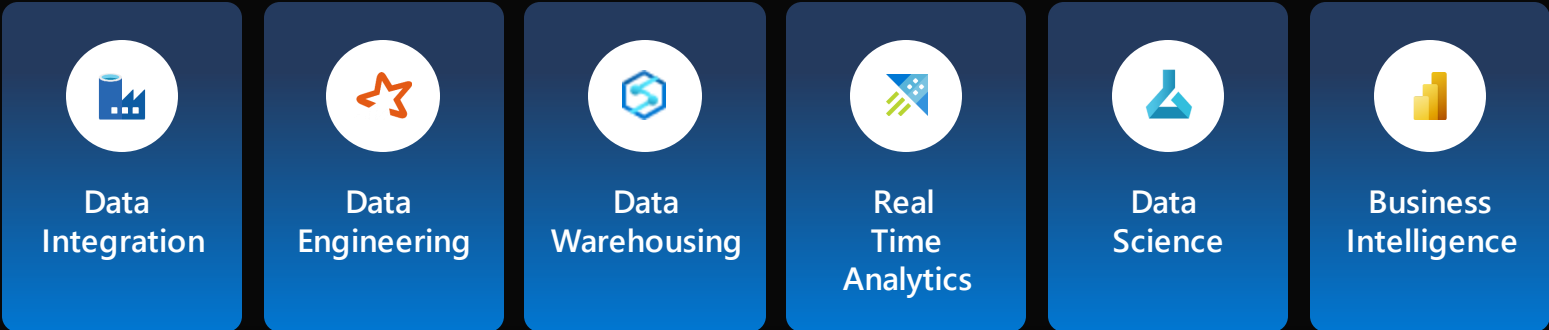 Data
Integration
Data
Engineering
Data
Warehousing
Real
Time
Analytics
Data
Science
Business
Intelligence